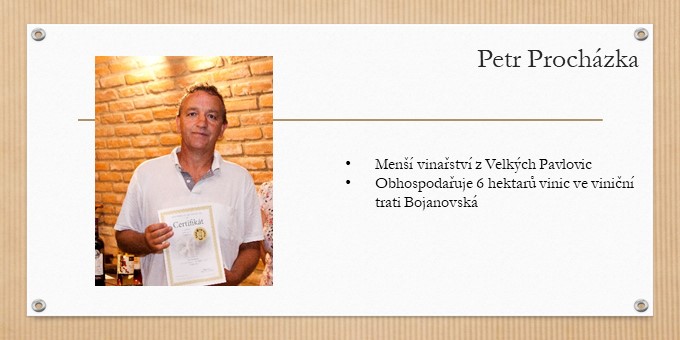 Petr Procházka
Certifikát
• Menší vinařství z Velkých Pavlovic
• Obhospodařuje 6 hektarů vinic ve viniční
trati Bojanovská